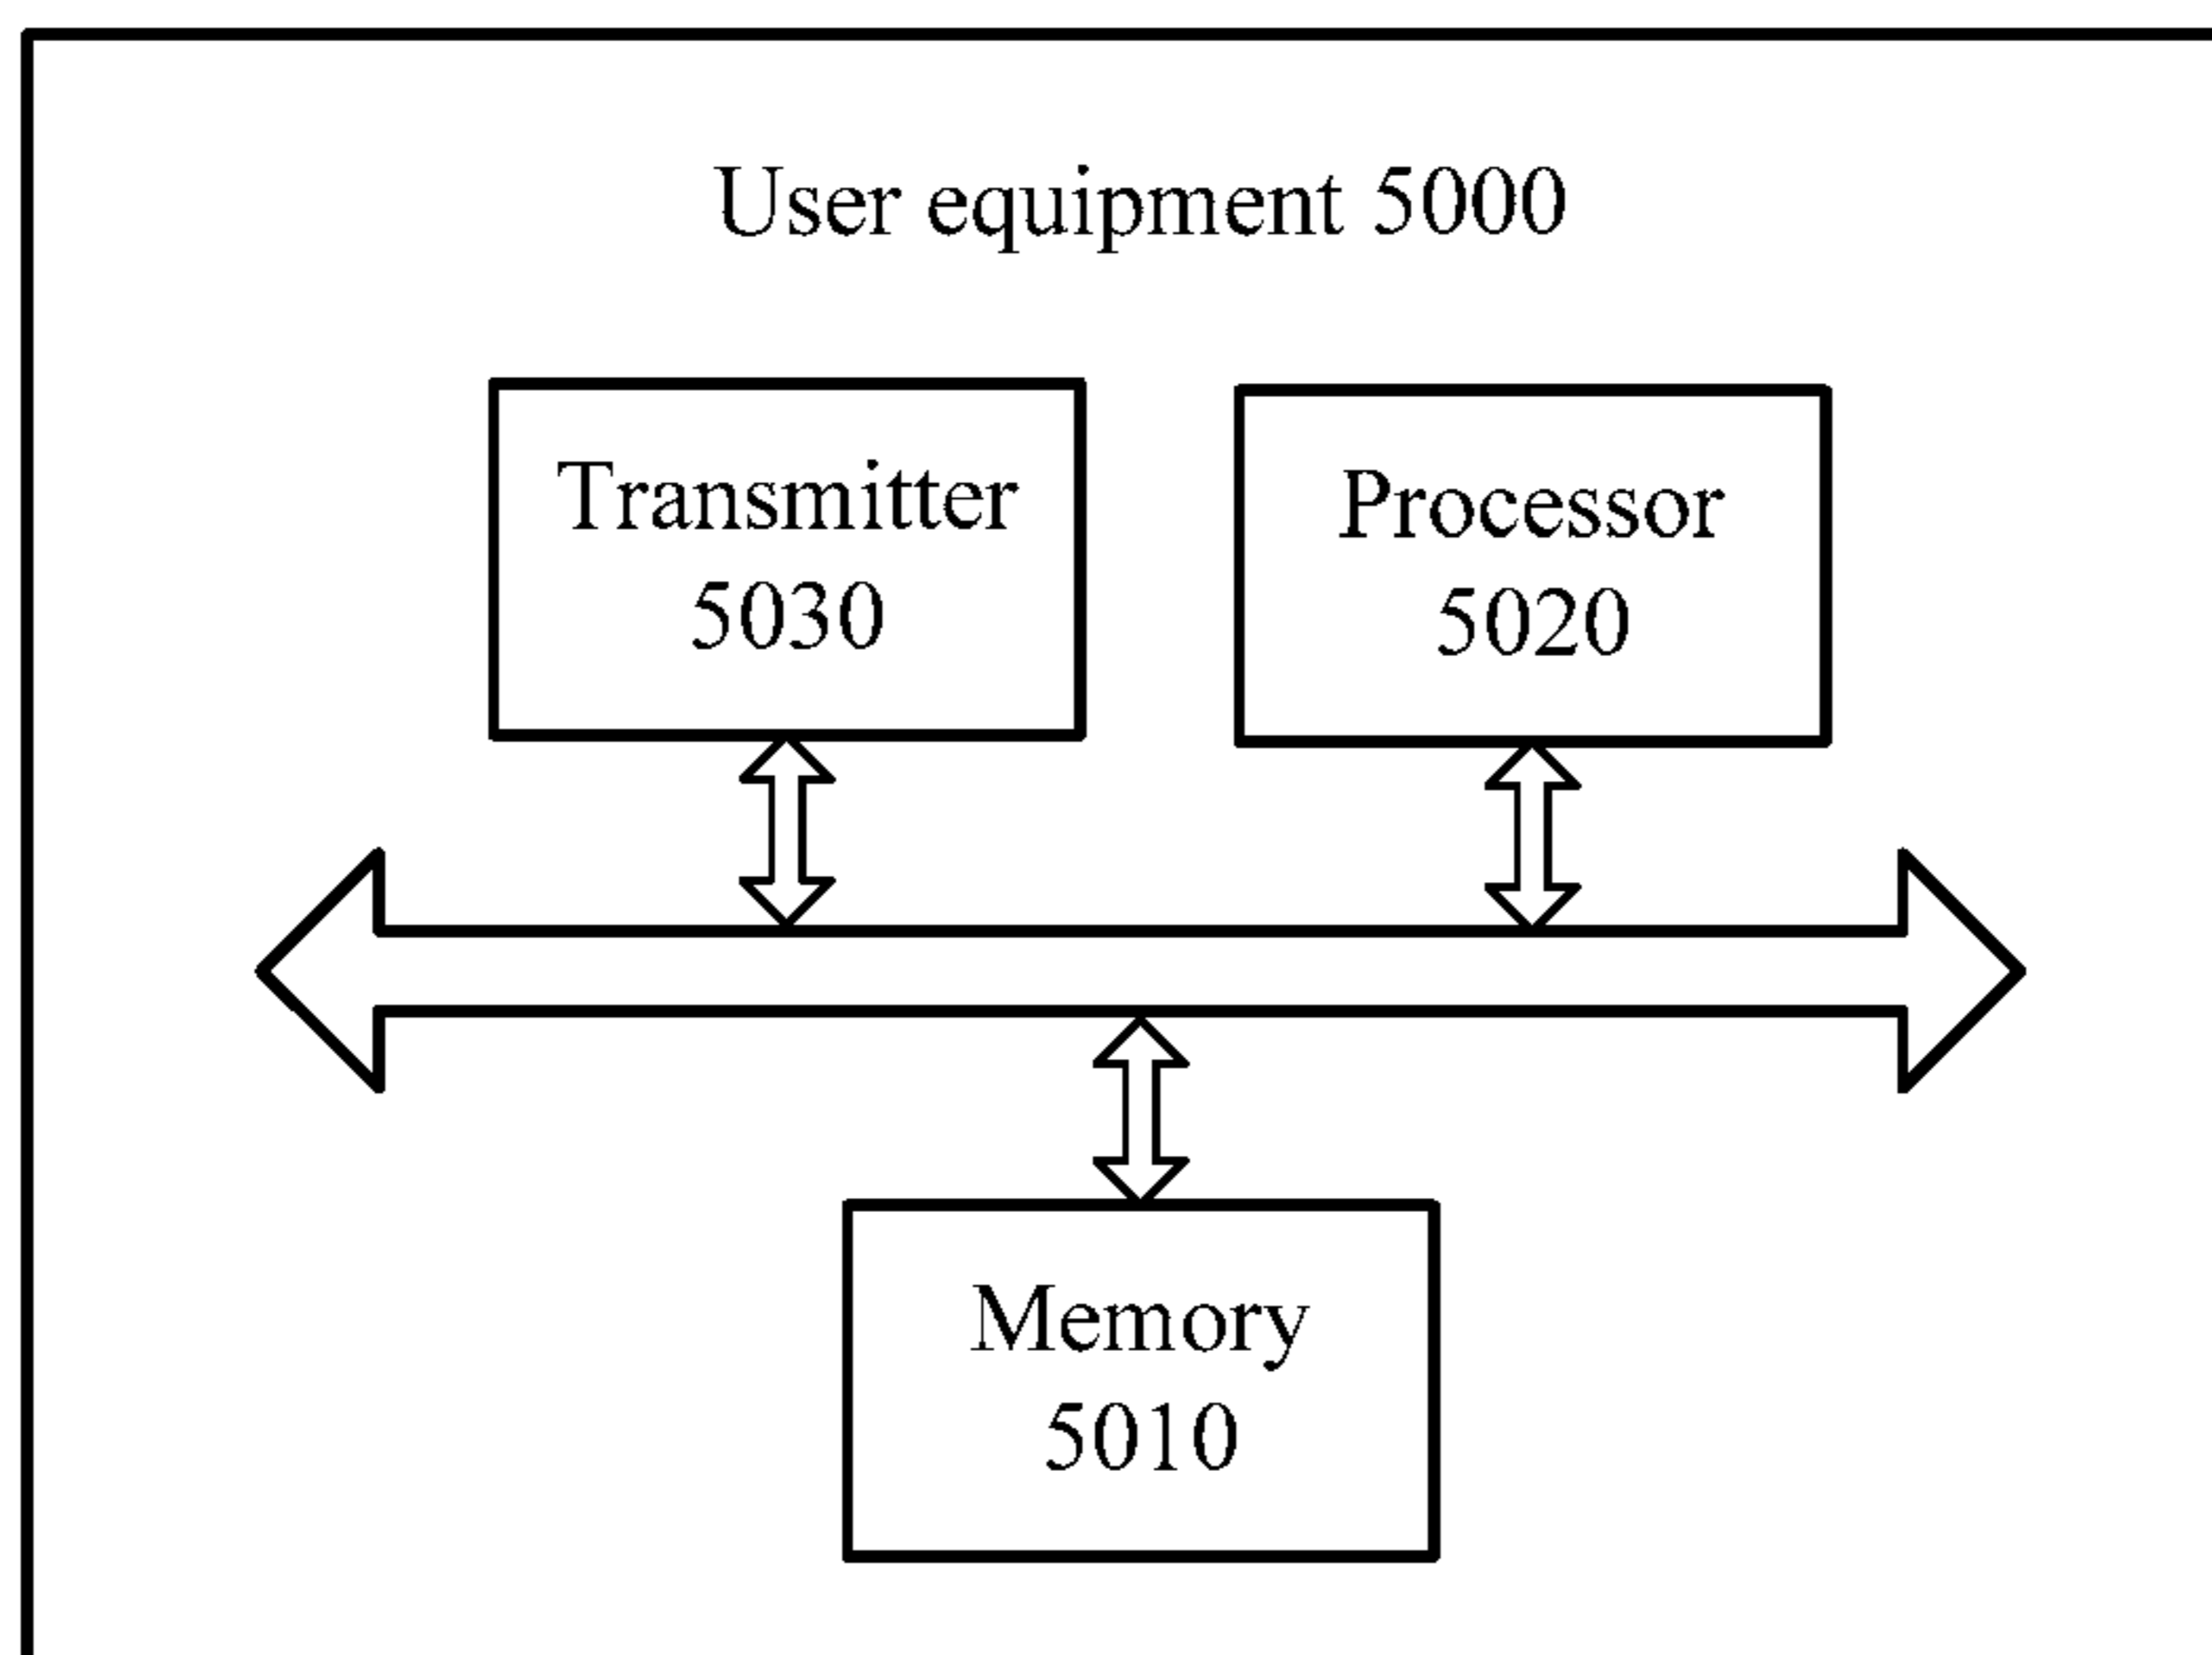 User equipment 5000
Transmitter
5030
Processor
5020
Memory
5010